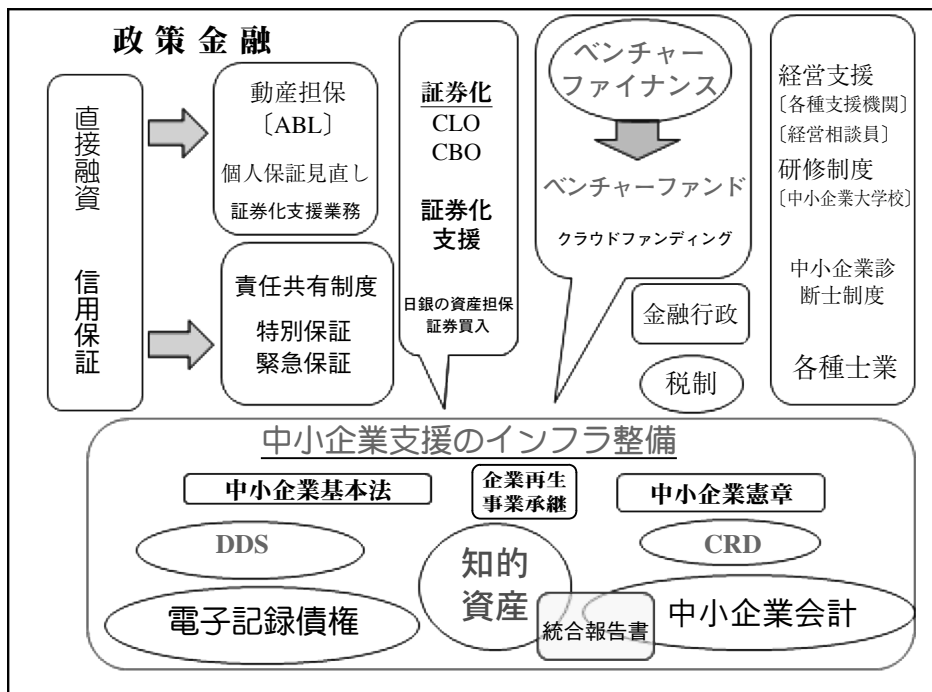 政策金融
直接融資
信用保証
動産担保
〔ABL〕
個人保証見直し
証券化支援業務
責任共有制度
特別保証
緊急保証
証券化
CLO
CBO
証券化
支援
日銀の資産担保
証券買入
ベンチャー
ファイナンス
ベンチャーファンド
クラウドファンディング
金融行政
税制
経営支援
〔各種支援機関〕
〔経営相談員〕
研修制度
〔中小企業大学校〕
中小企業診
断士制度
各種士業
中小企業支援のインフラ整備
中小企業基本法
企業再生
事業承継
中小企業憲章
DDS
知的
資産
CRD
電子記録債権
統合報告書
中小企業会計